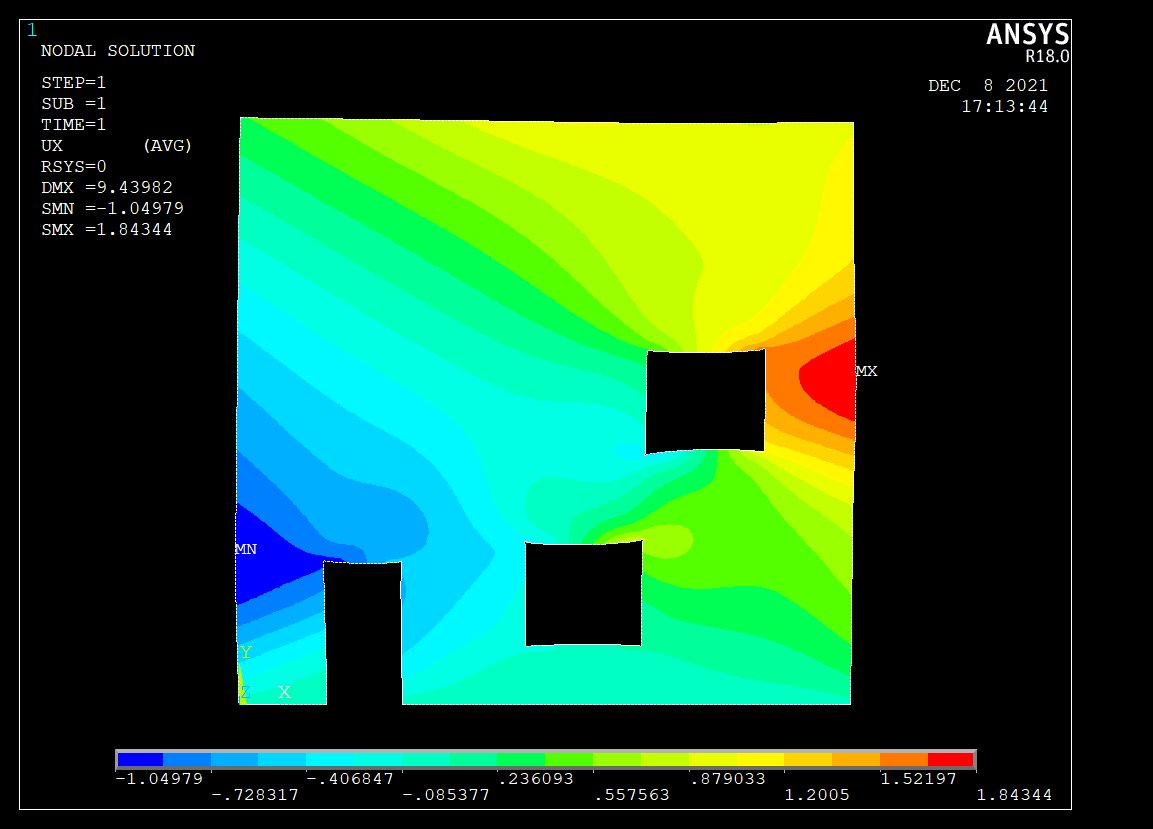 1
ANSYS
R18.0
NODAL SOLUTION
STEP=1
SUB =1
TIME=1
UX (AVG)
RSYS=0
DMX =9.43982
SMN =-1.04979
SMX =1.84344
DEC 8 2021
17:13:44
MX
MN
Y
Z X
-1.04979 -.406847 .236093 .879033 1.52197
-.728317 -.085377 .557563 1.2005 1.84344